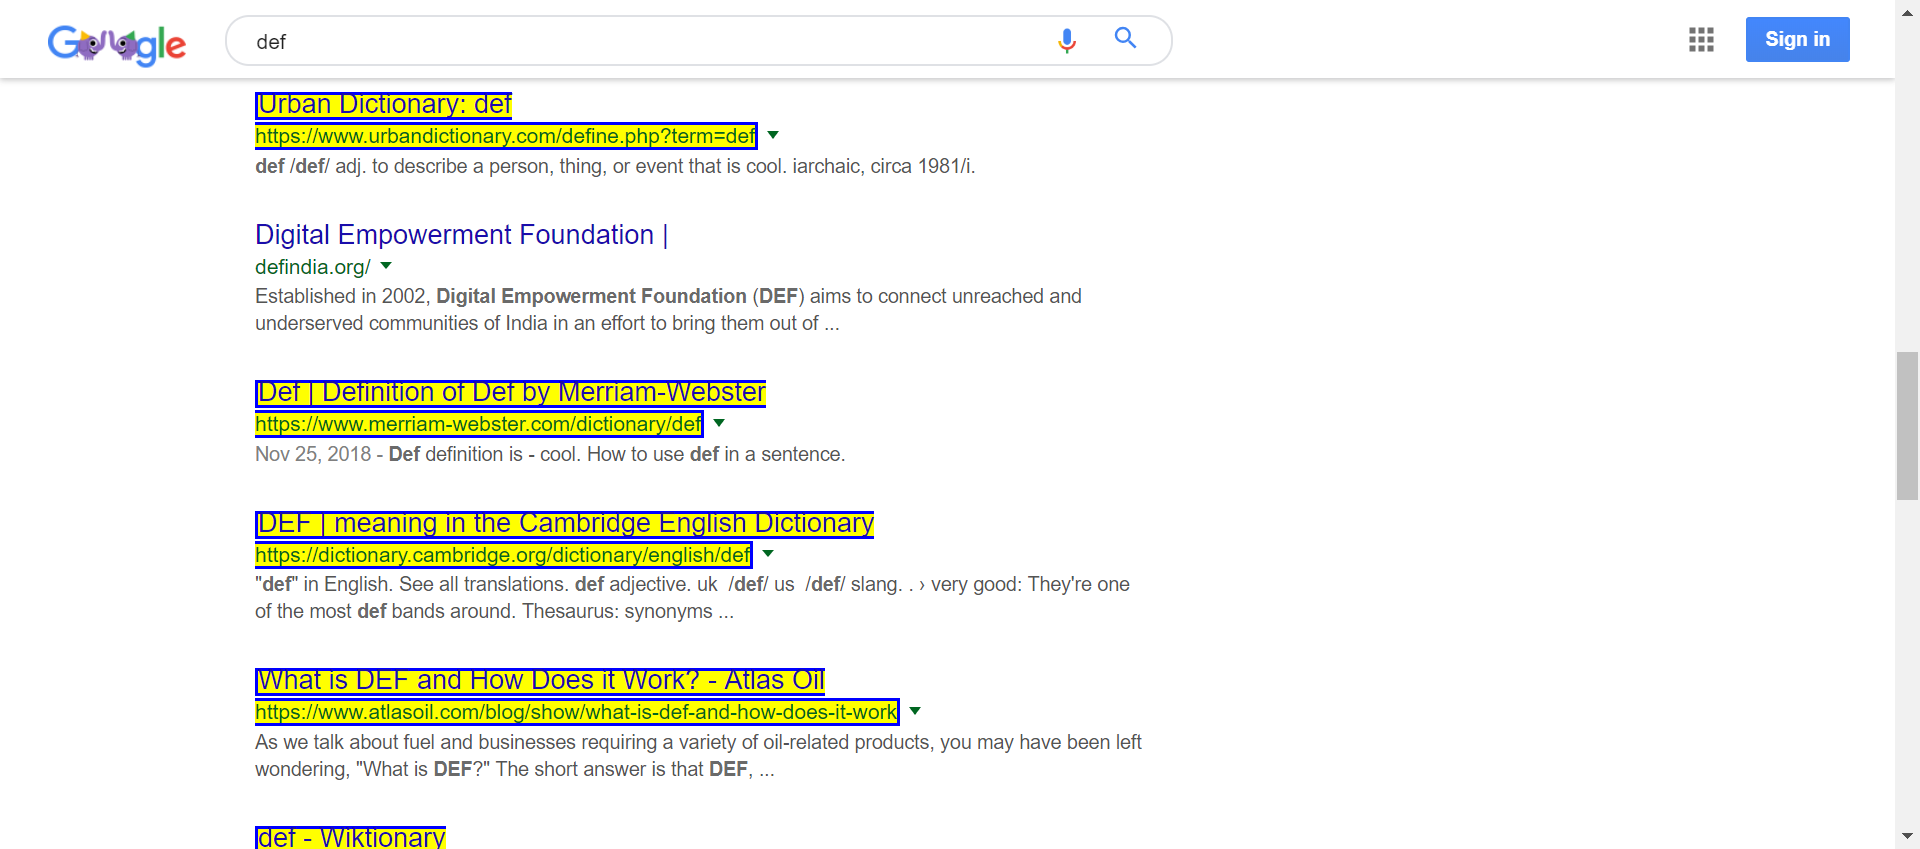 Google
def
Sign in
Urban Dictionary: def
https://www.urbandictionary.com/define.php?term=def
def /def/ adj. to describe a person, thing, or event that is cool. iarchaic, circa 1981/i.
Digital Empowerment Foundation |
defindia.org/
Established in 2002, Digital Empowerment Foundation (DEF) aims to connect unreached and
underserved communities of India in an effort to bring them out of ...
Def | Definition of Def by Merriam-Webster
https://www.merriam-webster.com/dictionary/def
Nov 25, 2018 - Def definition is - cool. How to use def in a sentence.
DEF | meaning in the Cambridge English Dictionary
https://dictionary.cambridge.org/dictionary/english/def
"def" in English. See all translations. def adjective. uk /def/ us /def/ slang. . › very good: They're one
of the most def bands around. Thesaurus: synonyms ...
What is DEF and How Does it Work? - Atlas Oil
https://www.atlasoil.com/blog/show/what-is-def-and-how-does-it-work
As we talk about fuel and businesses requiring a variety of oil-related products, you may have been left
wondering, "What is DEF?" The short answer is that DEF, ...
def - Wiktionary